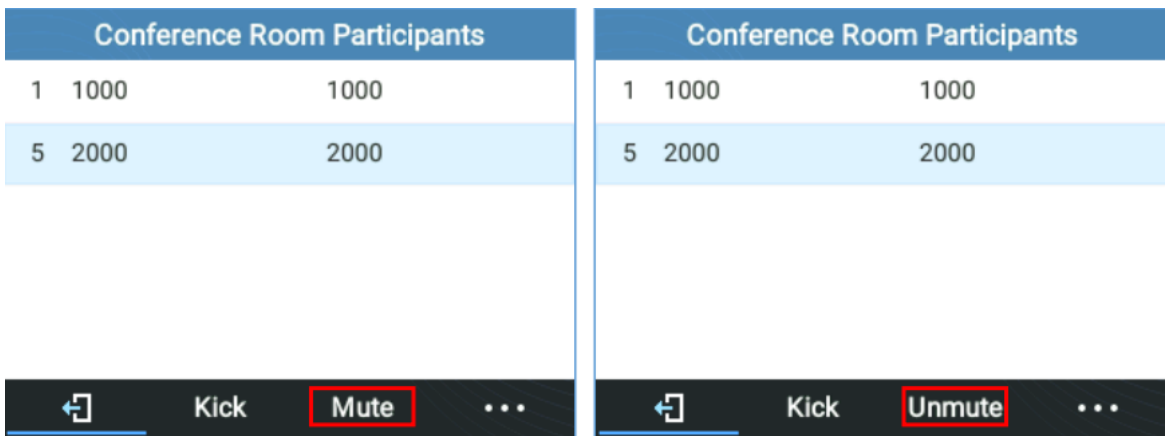 Conference Room Participants
1 1000 1000
5 2000 2000
Kick Mute ...
Conference Room Participants
1 1000 1000
5 2000 2000
Kick Unmute ...